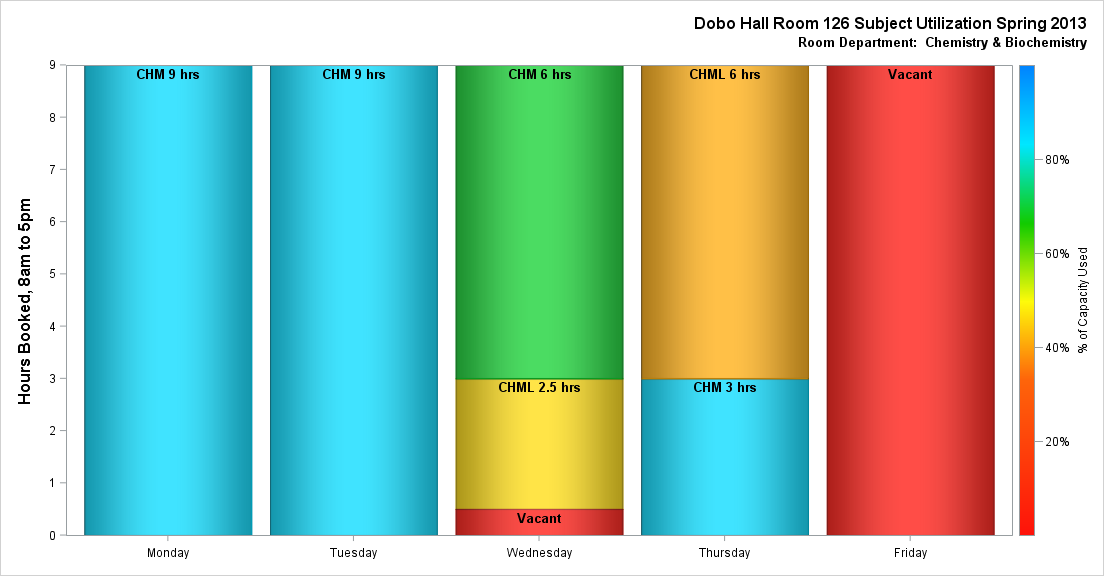 Dobo Hall Room 126 Subject Utilization Spring 2013
Room Department:  Chemistry & Biochemistry
Hours Booked, 8am to 5pm
9
8
7
6
5
4
3
2
1
0
CHM 9 hrs
CHM 9 hrs
CHM 6 hrs
CHML 6 hrs
Vacant
CHML 2.5 hrs
CHM 3 hrs
Vacant
Monday
Tuesday
Wednesday
Thursday
Friday
80%
60%
40%
20%
% of Capacity Used